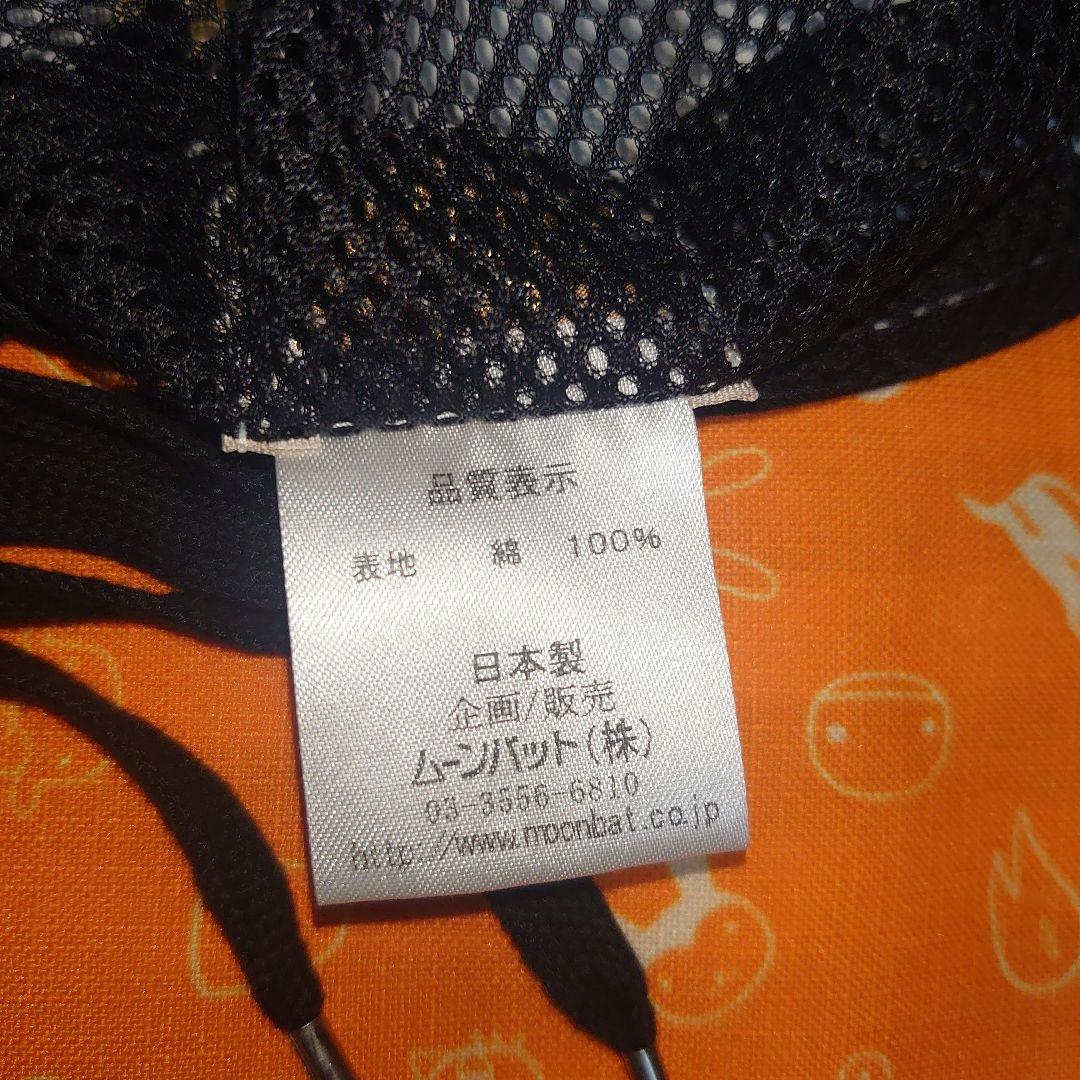 品質表示
表地 綿 100%
日本製
企画/販売
ムーンバット(株)
03-3556-6810
http://www.moonbat.co.jp